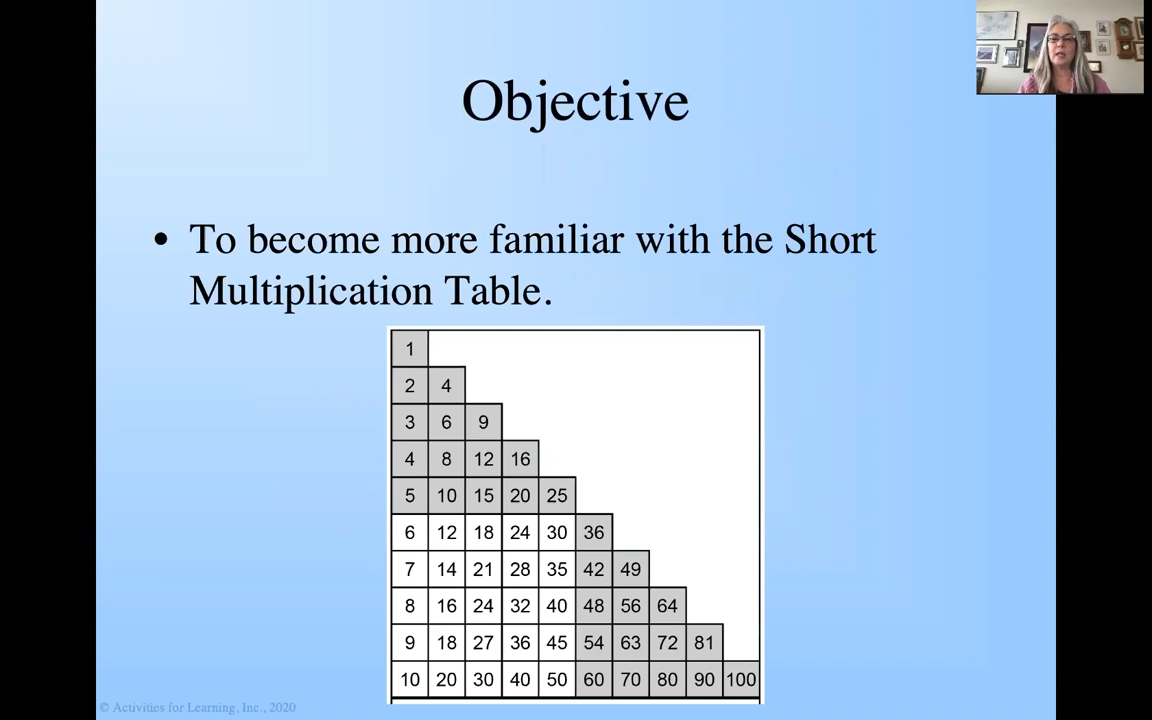 Objective
• To become more familiar with the Short
Multiplication Table.
1
2 4
3 6 9
4 8 12 16
5 10 15 20 25
6 12 18 24 30 36
7 14 21 28 35 42 49
8 16 24 32 40 48 56 64
9 18 27 36 45 54 63 72 81
10 20 30 40 50 60 70 80 90 100
© Activities for Learning, Inc., 2020